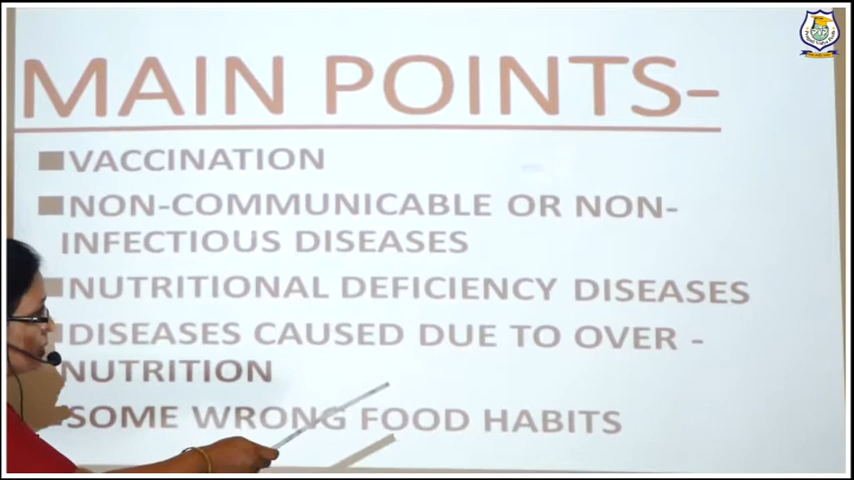 MAIN POINTS-
VACCINATION
NON-COMMUNICABLE OR NON-
INFECTIOUS DISEASES
NUTRITIONAL DEFICIENCY DISEASES
DISEASES CAUSED DUE TO OVER -
NUTRITION
SOME WRONG FOOD HABITS